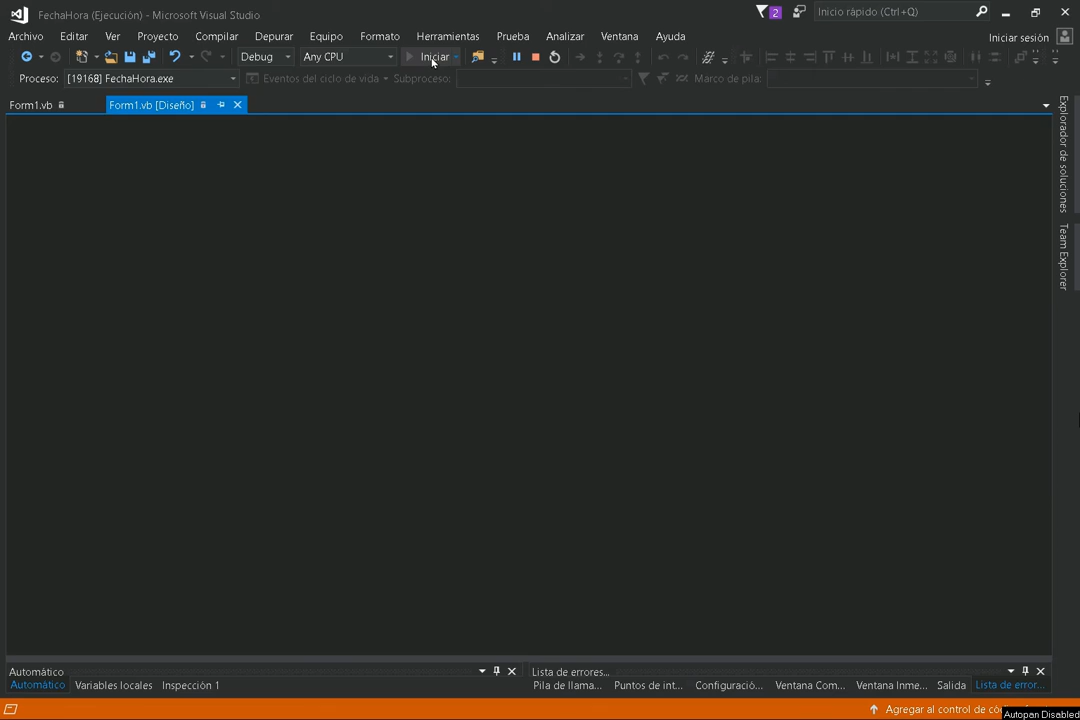 FechaHora (Ejecución) - Microsoft Visual Studio
2
Inicio rápido (Ctrl+Q)
Archivo Editar Ver Proyecto Compilar Depurar Equipo Formato Herramientas Prueba Analizar Ventana Ayuda
Iniciar sesión
Debug Any CPU Iniciar
Proceso: [19168] FechaHora.exe Eventos del ciclo de vida Subproceso: Marco de pila:
Form1.vb Form1.vb [Diseño]
Explorador de soluciones
Team Explorer
Automático Lista de errores...
Automático Variables locales Inspección 1 Pila de llama... Puntos de int... Configuració... Ventana Com... Ventana Inme... Salida Lista de error...
Agregar al control de
Autopan Disabled